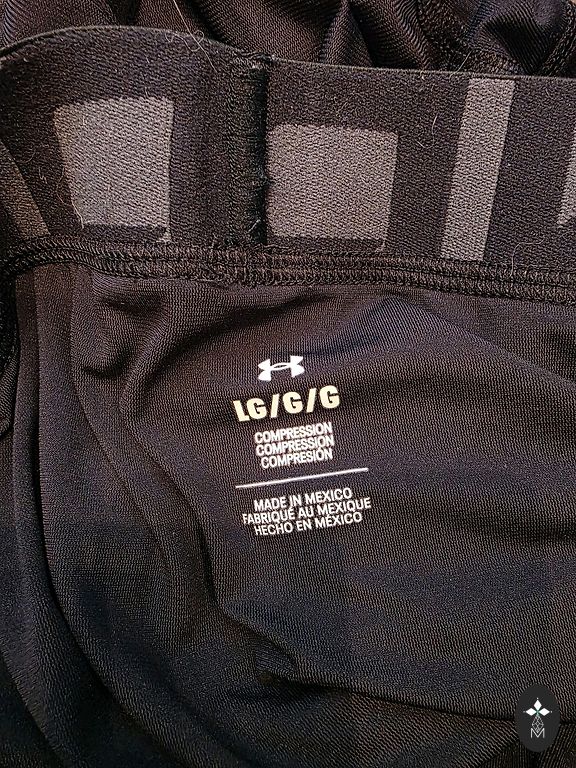 LG/G/G
COMPRESSION
COMPRESSION
COMPRESIÓN
MADE IN MEXICO
FABRIQUÉ AU MEXIQUE
HECHO EN MÉXICO